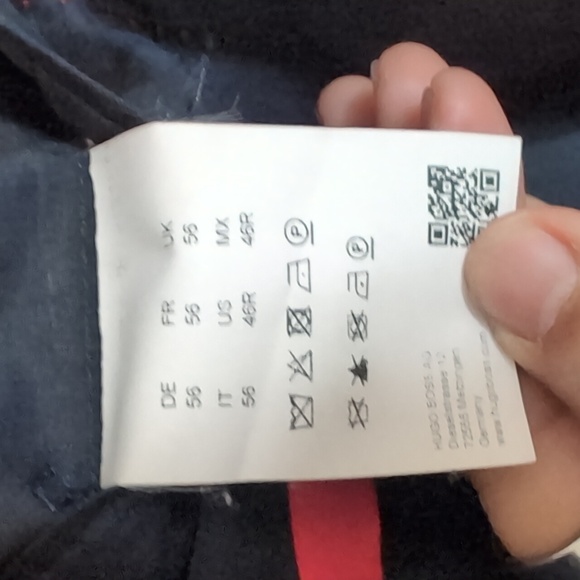 DE FR UK
56 56 56
IT US MX
56 46R 46R
P
P
HUGO BOSS AG
Dieselstrasse 12
72555 Metzingen
Germany
www.hugoboss.com